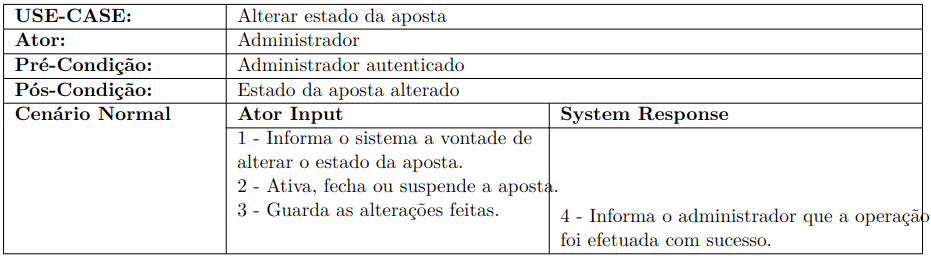 USE-CASE: Alterar estado da aposta
Ator: Administrador
Pré-Condição: Administrador autenticado
Pós-Condição: Estado da aposta alterado
Cenário Normal Ator Input System Response
1 - Informa o sistema a vontade de
alterar o estado da aposta.
2 - Ativa, fecha ou suspende a aposta.
3 - Guarda as alterações feitas.
4 - Informa o administrador que a operação
foi efetuada com sucesso.